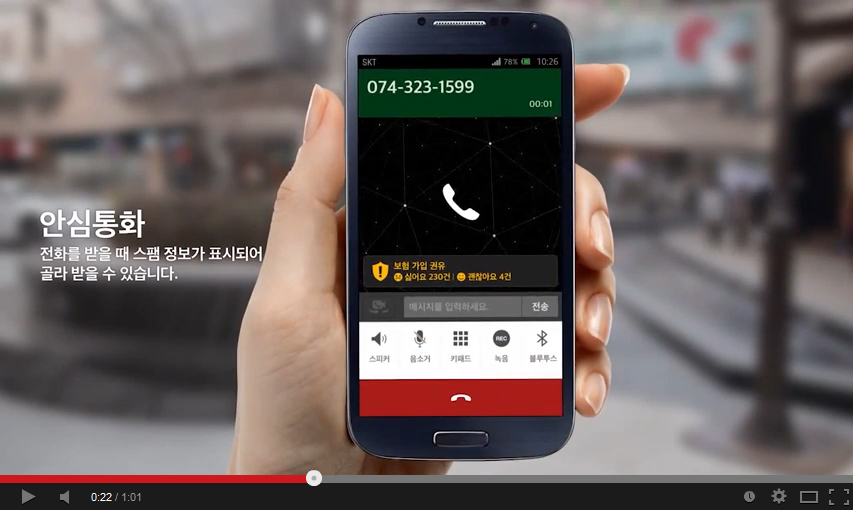 SKT 78% 10:26
074-323-1599
00:01
안심통화
전화를 받을 때 스팸 정보가 표시되어
골라 받을 수 있습니다.
보험 가입 권유
싫어요 230건 | 괜찮아요 4건
메시지를 입력하세요. 전송
REC
스피커 음소거 키패드 녹음 블루투스
0:22 / 1:01